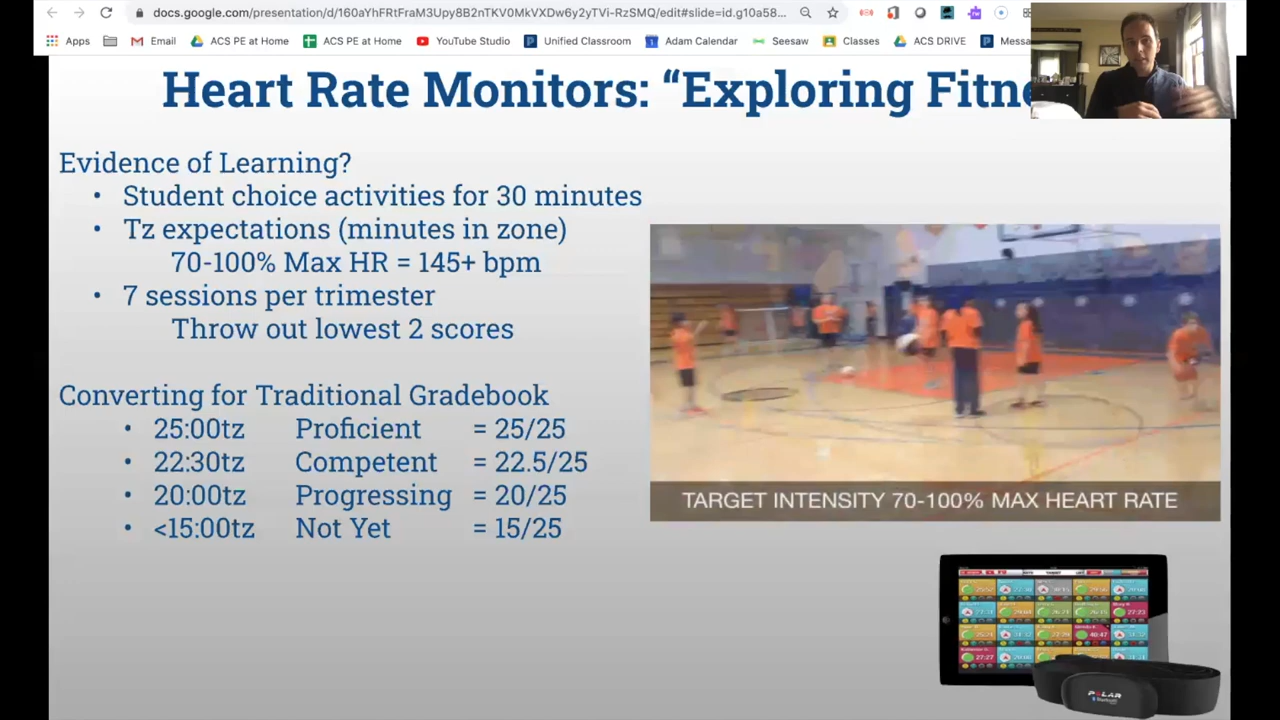 docs.google.com/presentation/d/160aYhFRtFraM3Upy8B2nTKV0MkVXDw6y2yTVi-RzSMQ/edit#slide=id.g10a58...
Apps
Email
ACS PE at Home
ACS PE at Home
YouTube Studio
Unified Classroom
Adam Calendar
Seesaw
Classes
ACS DRIVE
Messa
Heart Rate Monitors: “Exploring Fitne
Evidence of Learning?
• Student choice activities for 30 minutes
• Tz expectations (minutes in zone)
70-100% Max HR = 145+ bpm
• 7 sessions per trimester
Throw out lowest 2 scores
Converting for Traditional Gradebook
• 25:00tz Proficient = 25/25
• 22:30tz Competent = 22.5/25
• 20:00tz Progressing = 20/25
• <15:00tz Not Yet = 15/25
TARGET INTENSITY 70-100% MAX HEART RATE
POLAR